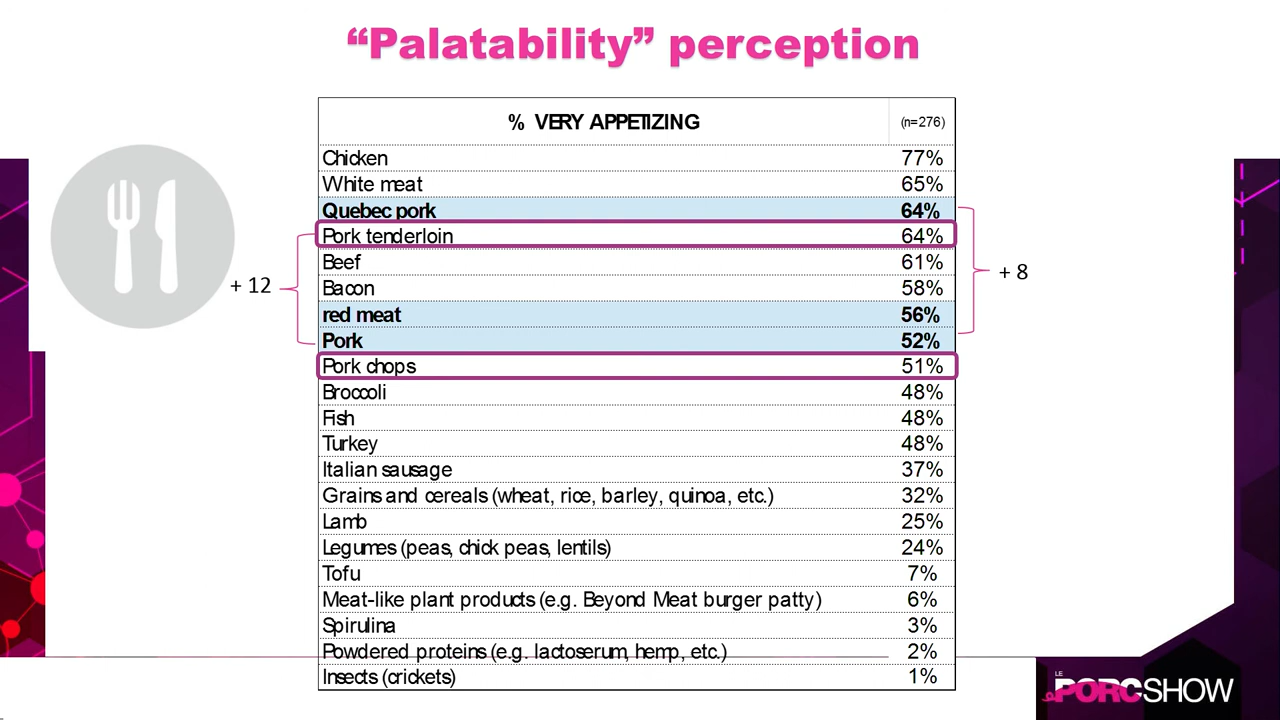 “Palatability” perception
% VERY APPETIZING (n=276)
Chicken 77%
White meat 65%
Quebec pork 64%
Pork tenderloin 64%
Beef 61%
Bacon 58%
red meat 56%
Pork 52%
Pork chops 51%
Broccoli 48%
Fish 48%
Turkey 48%
Italian sausage 37%
Grains and cereals (wheat, rice, barley, quinoa, etc.) 32%
Lamb 25%
Legumes (peas, chick peas, lentils) 24%
Tofu 7%
Meat-like plant products (e.g. Beyond Meat burger patty) 6%
Spirulina 3%
Powdered proteins (e.g. lactoserum, hemp, etc.) 2%
Insects (crickets) 1%
+ 12
+ 8
LE
PORCSHOW